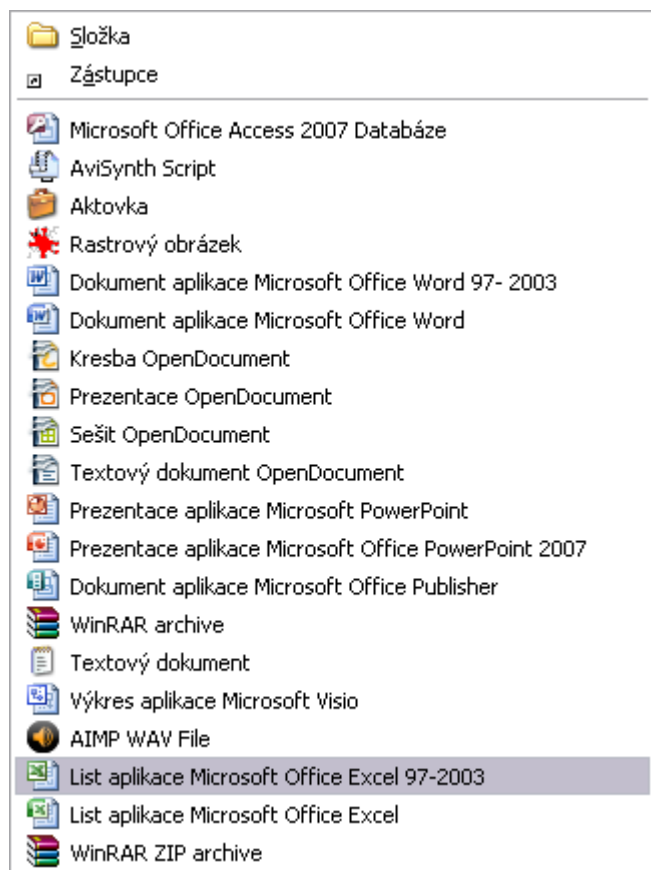 Složka
Zástupce
Microsoft Office Access 2007 Databáze
AviSynth Script
Aktovka
Rastrový obrázek
Dokument aplikace Microsoft Office Word 97- 2003
Dokument aplikace Microsoft Office Word
Kresba OpenDocument
Prezentace OpenDocument
Sešit OpenDocument
Textový dokument OpenDocument
Prezentace aplikace Microsoft PowerPoint
Prezentace aplikace Microsoft Office PowerPoint 2007
Dokument aplikace Microsoft Office Publisher
WinRAR archive
Textový dokument
Výkres aplikace Microsoft Visio
AIMP WAV File
List aplikace Microsoft Office Excel 97-2003
List aplikace Microsoft Office Excel
WinRAR ZIP archive